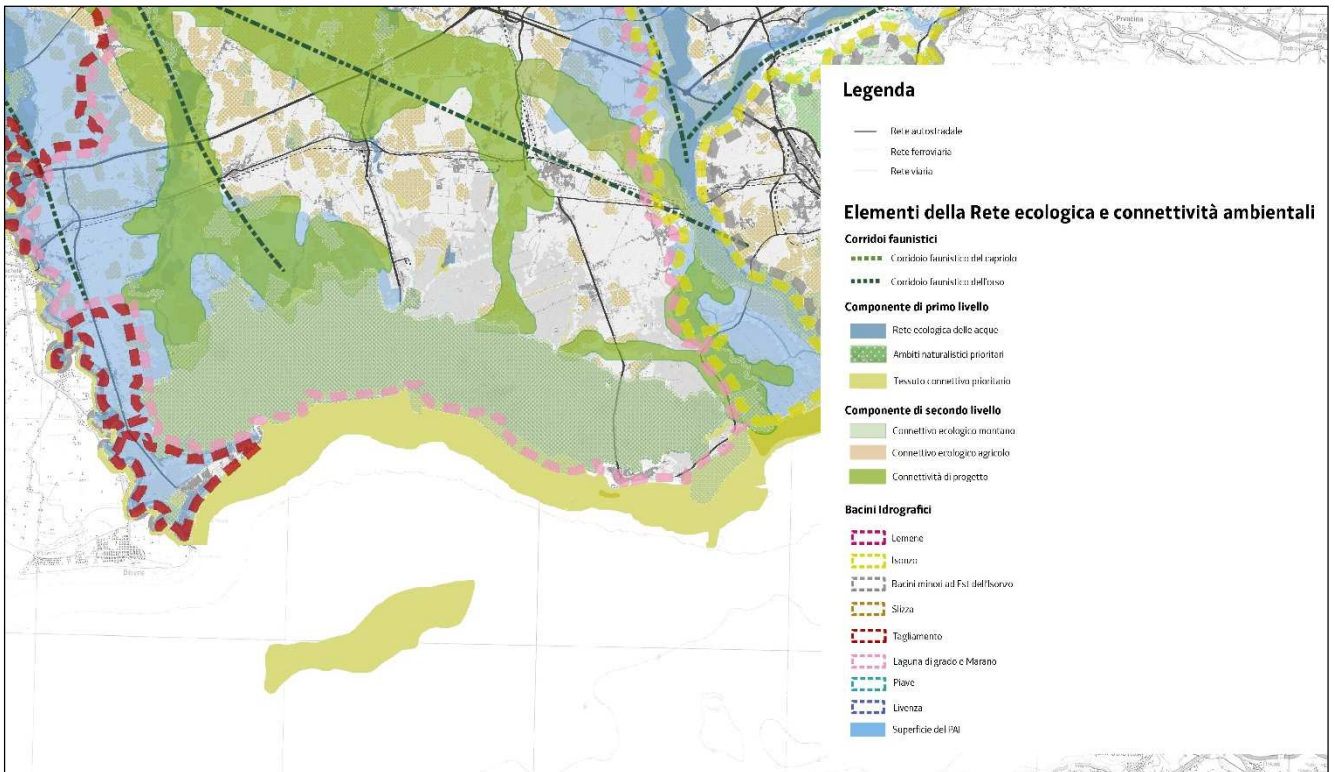 Legenda
Rete autostradale
Rete ferroviaria
Rete viaria
Elementi della Rete ecologica e connettività ambientali
Corridoi faunistici
Corridoio faunistico del capriolo
Corridoio faunistico dell'orso
Componente di primo livello
Rete ecologica delle acque
Ambiti naturalistici prioritari
Tessuto connettivo prioritario
Componente di secondo livello
Connettivo ecologico montano
Connettivo ecologico agricolo
Connettività di progetto
Bacini Idrografici
Lemene
Isonzo
Bacini minori ad Est dell'Isonzo
Slizza
Tagliamento
Laguna di grado e Marano
Piave
Livenza
Superficie del PAI